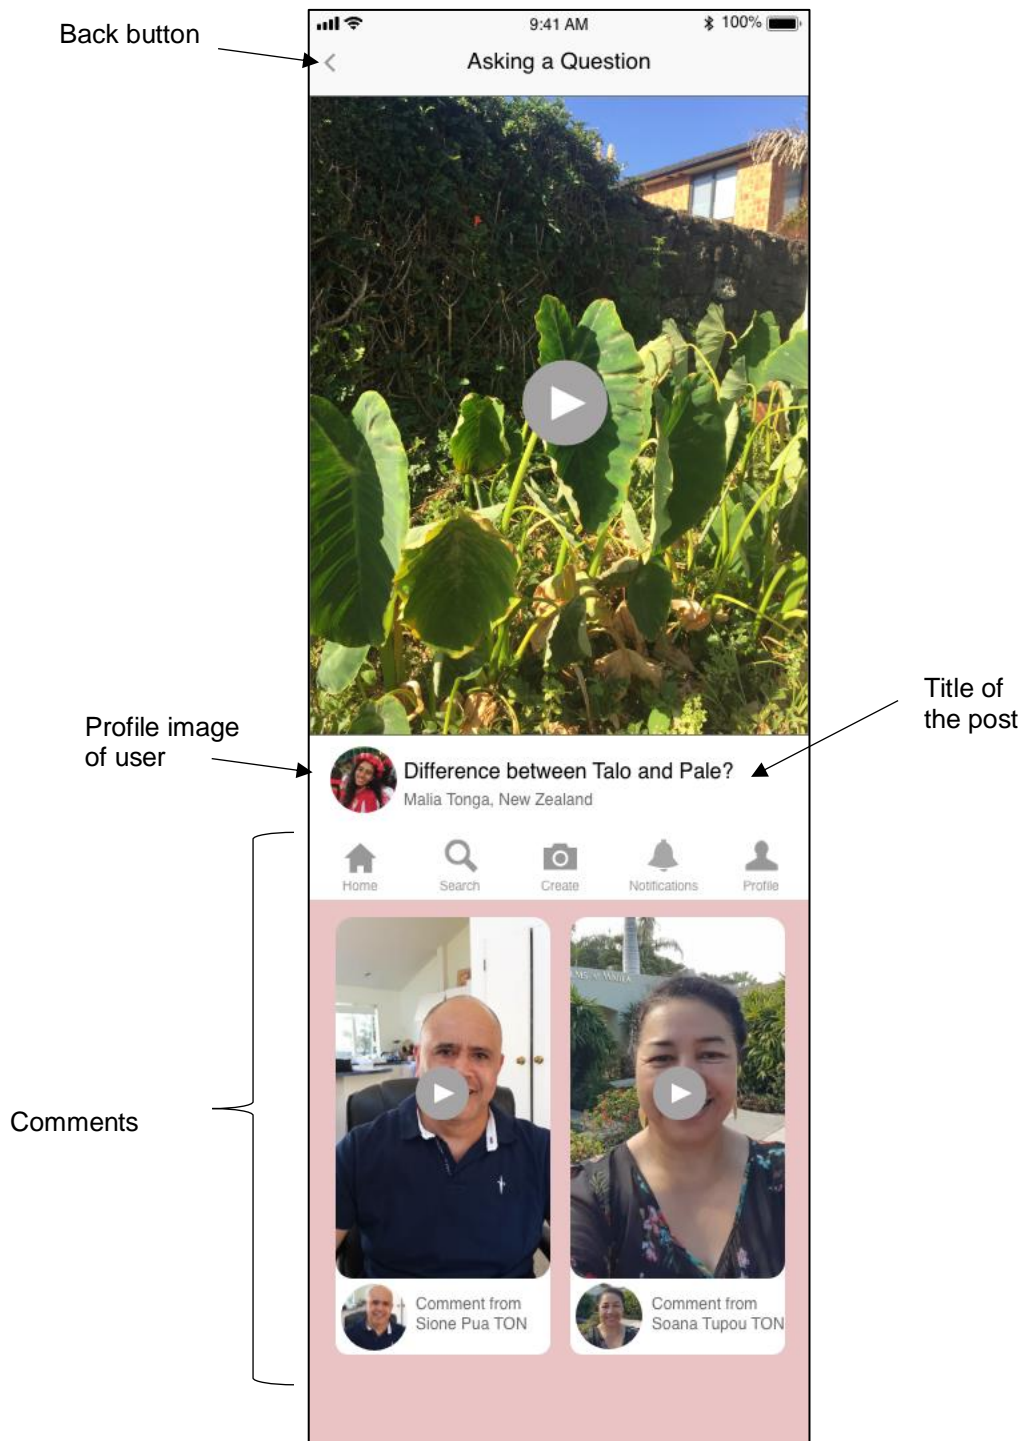 Back button
9:41 AM
100%
Asking a Question
Title of
the post
Profile image
of user
Difference between Talo and Pale?
Malia Tonga, New Zealand
Home
Search
Create
Notifications
Profile
Comments
Comment from
Sione Pua TON
Comment from
Soana Tupou TON